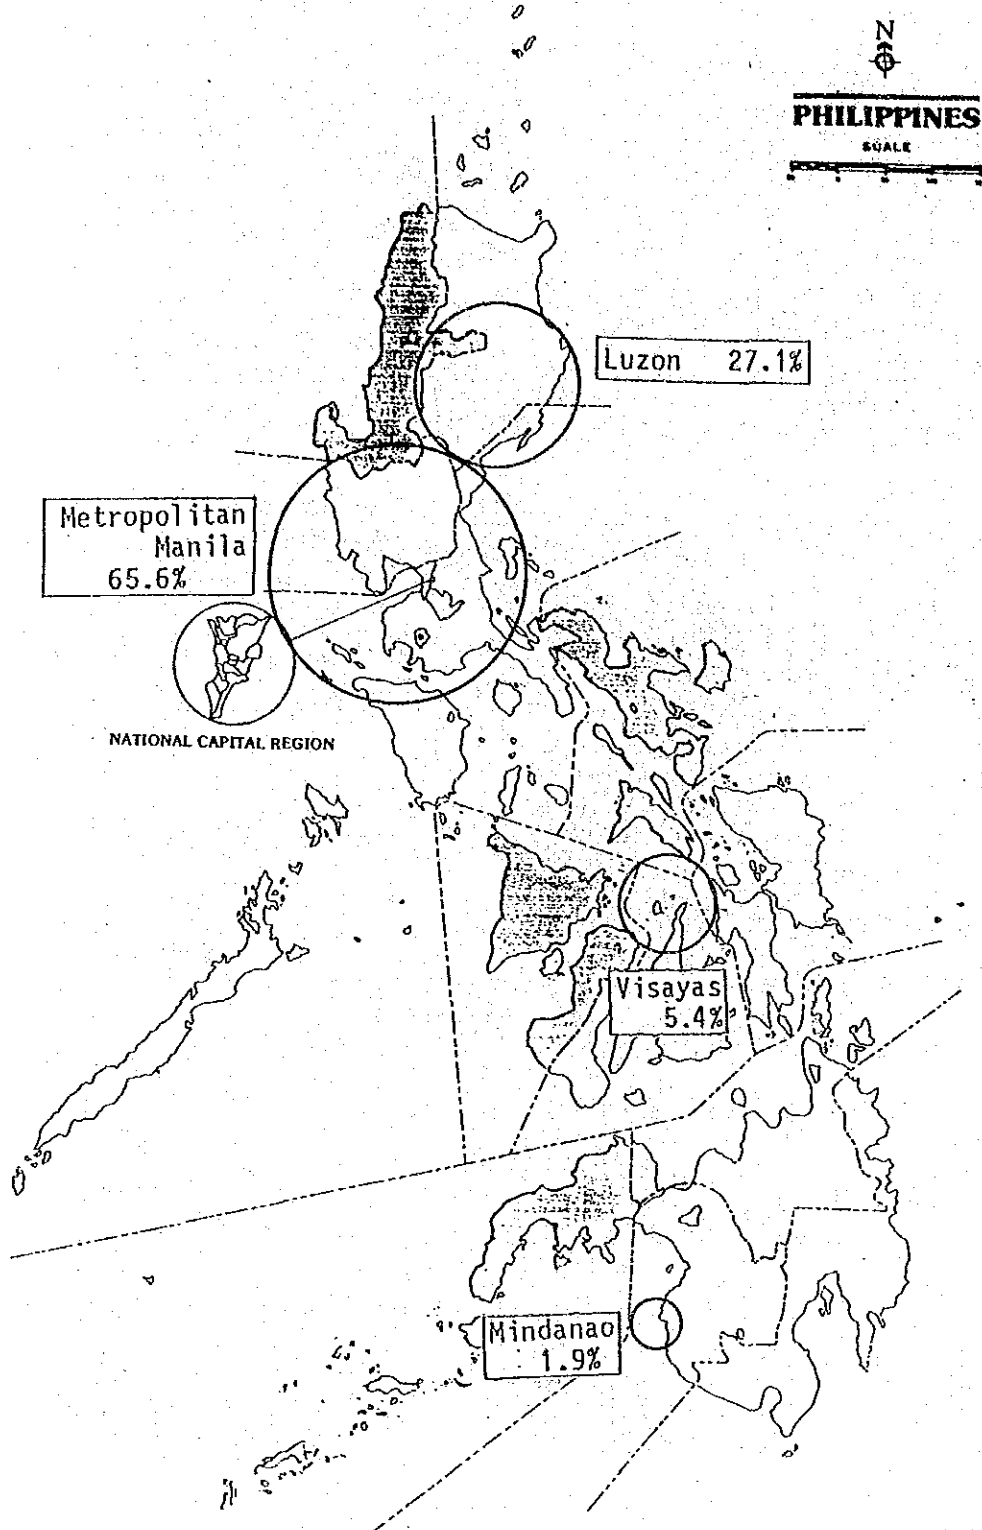 N
PHILIPPINES
SCALE
Luzon 27.1%
Metropolitan
Manila
65.6%
NATIONAL CAPITAL REGION
Visayas
5.4%
Mindanao
1.9%